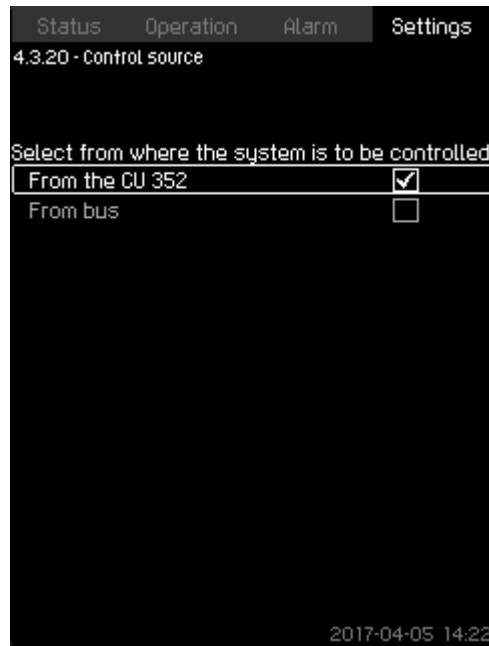 Status Operation Alarm Settings
4.3.20 - Control source
Select from where the system is to be controlled
From the CU 352
From bus
2017-04-05 14:22